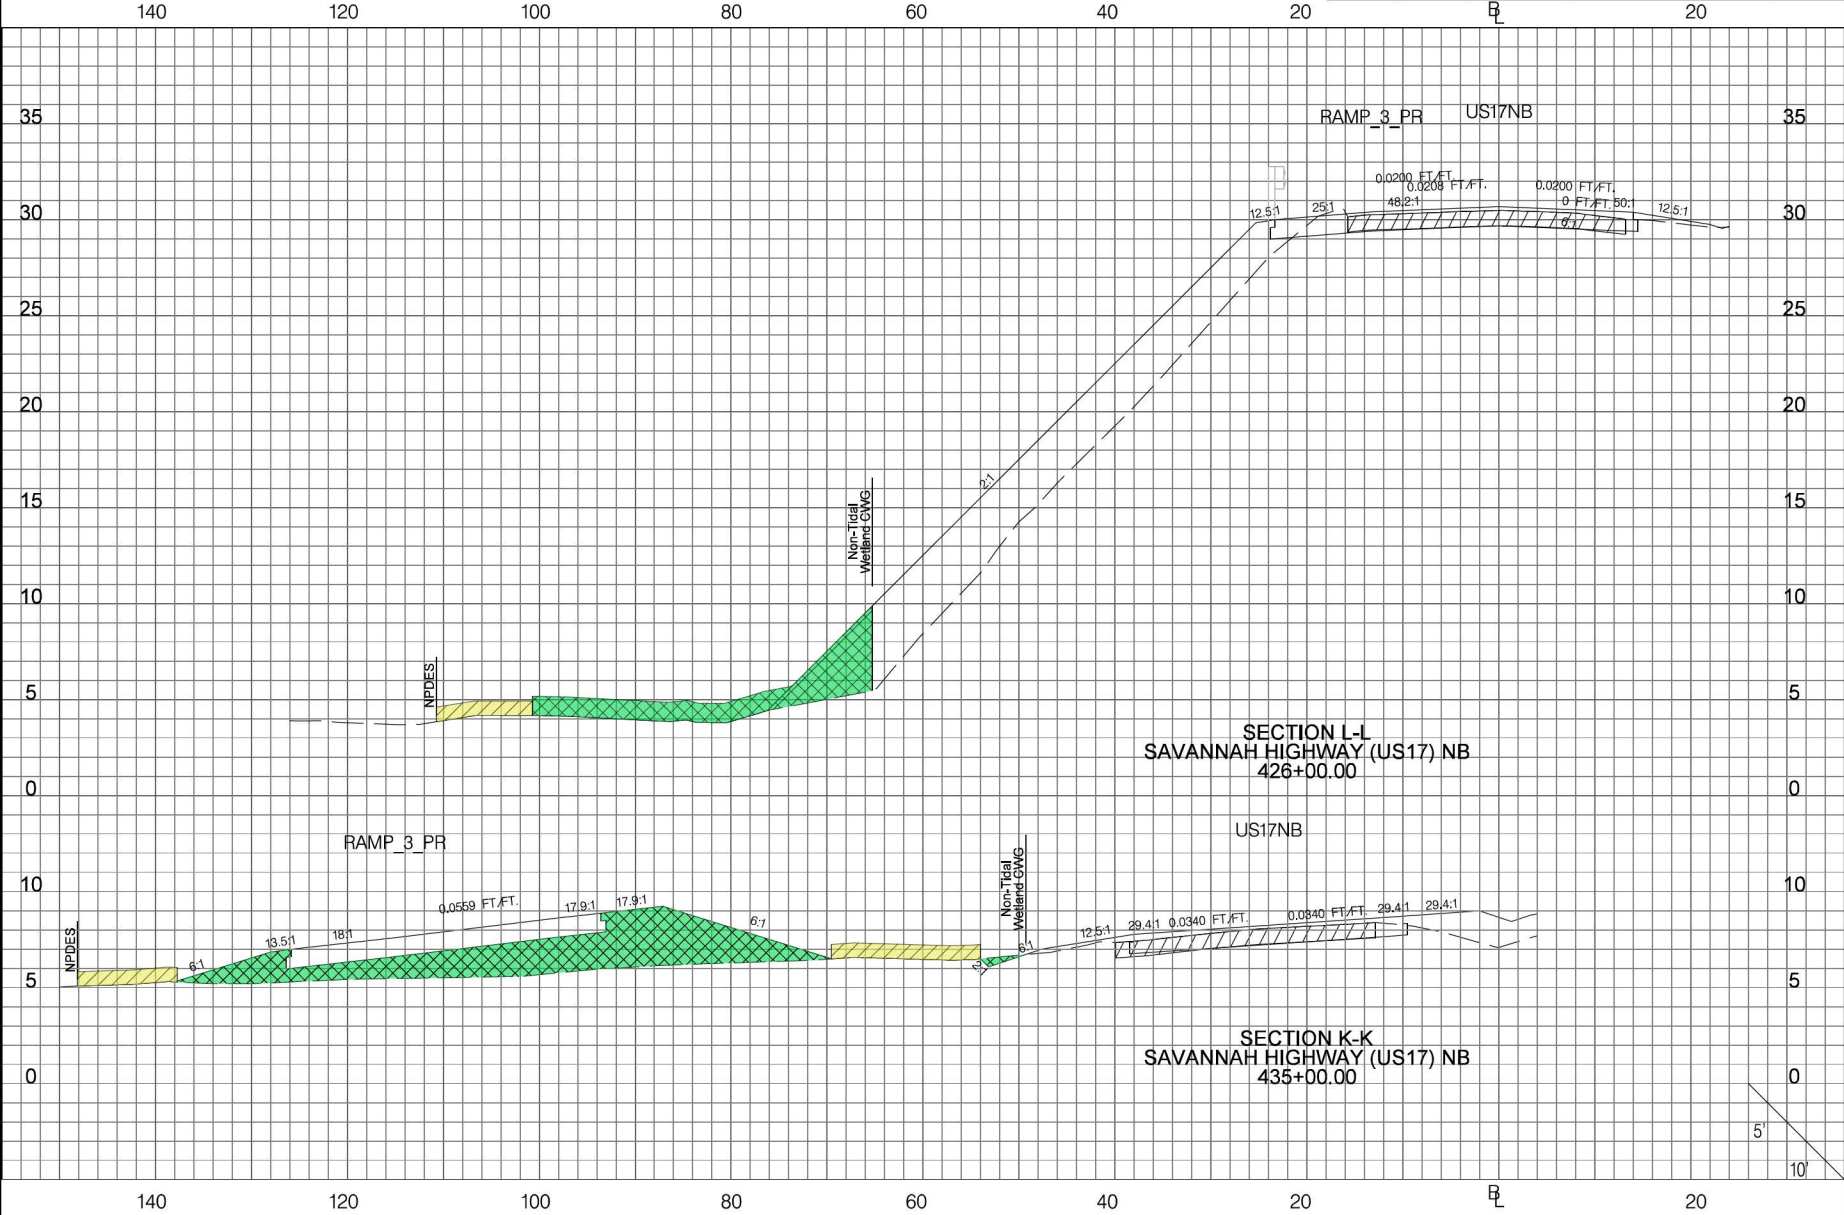 140 120 100 80 60 40 20 BL 20
35 RAMP_3_PR US17NB 35
0.0200 FT/FT.
0.0208 FT/FT. 0.0200 FT/FT.
30 12.5:1 25:1 48.2:1 0 FT/FT. 50:1 12.5:1 30
6:1
25 25
20 20
2:1
15 15
Non-Tidal
Wetland CWG
10 10
NPDES
5 5
SECTION L-L
SAVANNAH HIGHWAY (US17) NB
426+00.00
0 0
RAMP_3_PR US17NB
Non-Tidal
Wetland CWG
10 10
0.0559 FT/FT. 17.9:1 17.9:1 6:1
NPDES 6:1 13.5:1 18:1
6:1 2:1 12.5:1 29.4:1 0.0340 FT/FT. 0.0340 FT/FT. 29.4:1 29.4:1
5 5
SECTION K-K
SAVANNAH HIGHWAY (US17) NB
435+00.00
0 0
5'
10'
140 120 100 80 60 40 20 BL 20